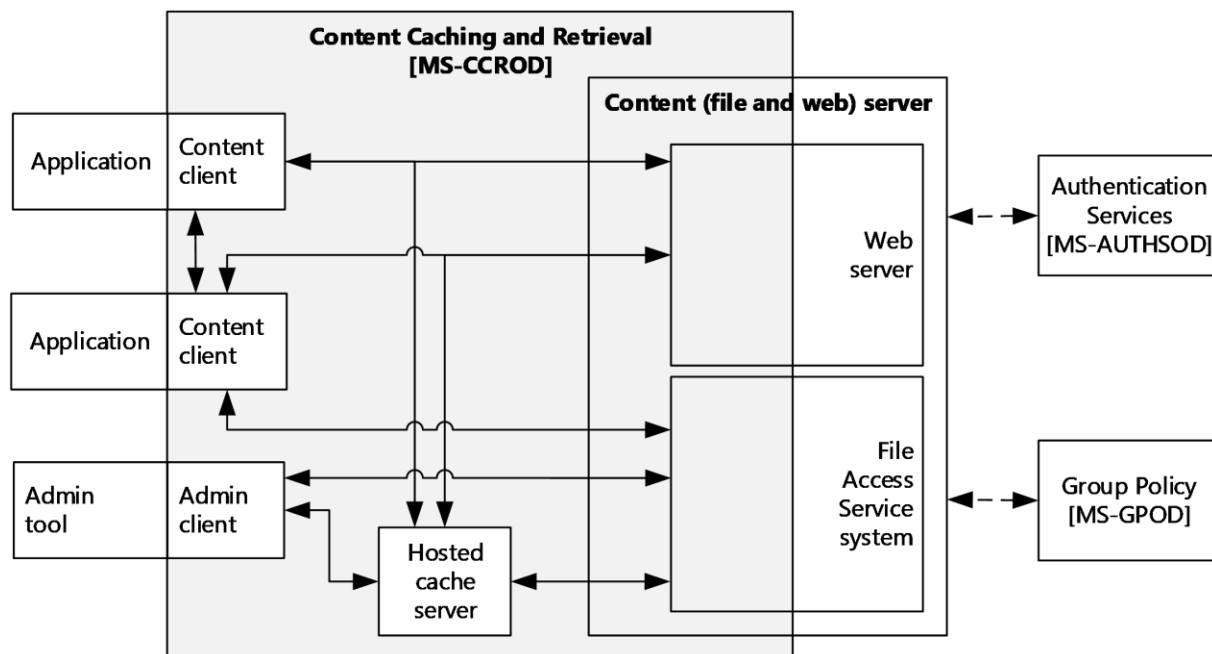 Content Caching and Retrieval
[MS-CCROD]
Content (file and web) server
Application
Content
client
Web
server
Authentication
Services
[MS-AUTHSOD]
Application
Content
client
File
Access
Service
system
Group Policy
[MS-GPOD]
Admin
tool
Admin
client
Hosted
cache
server